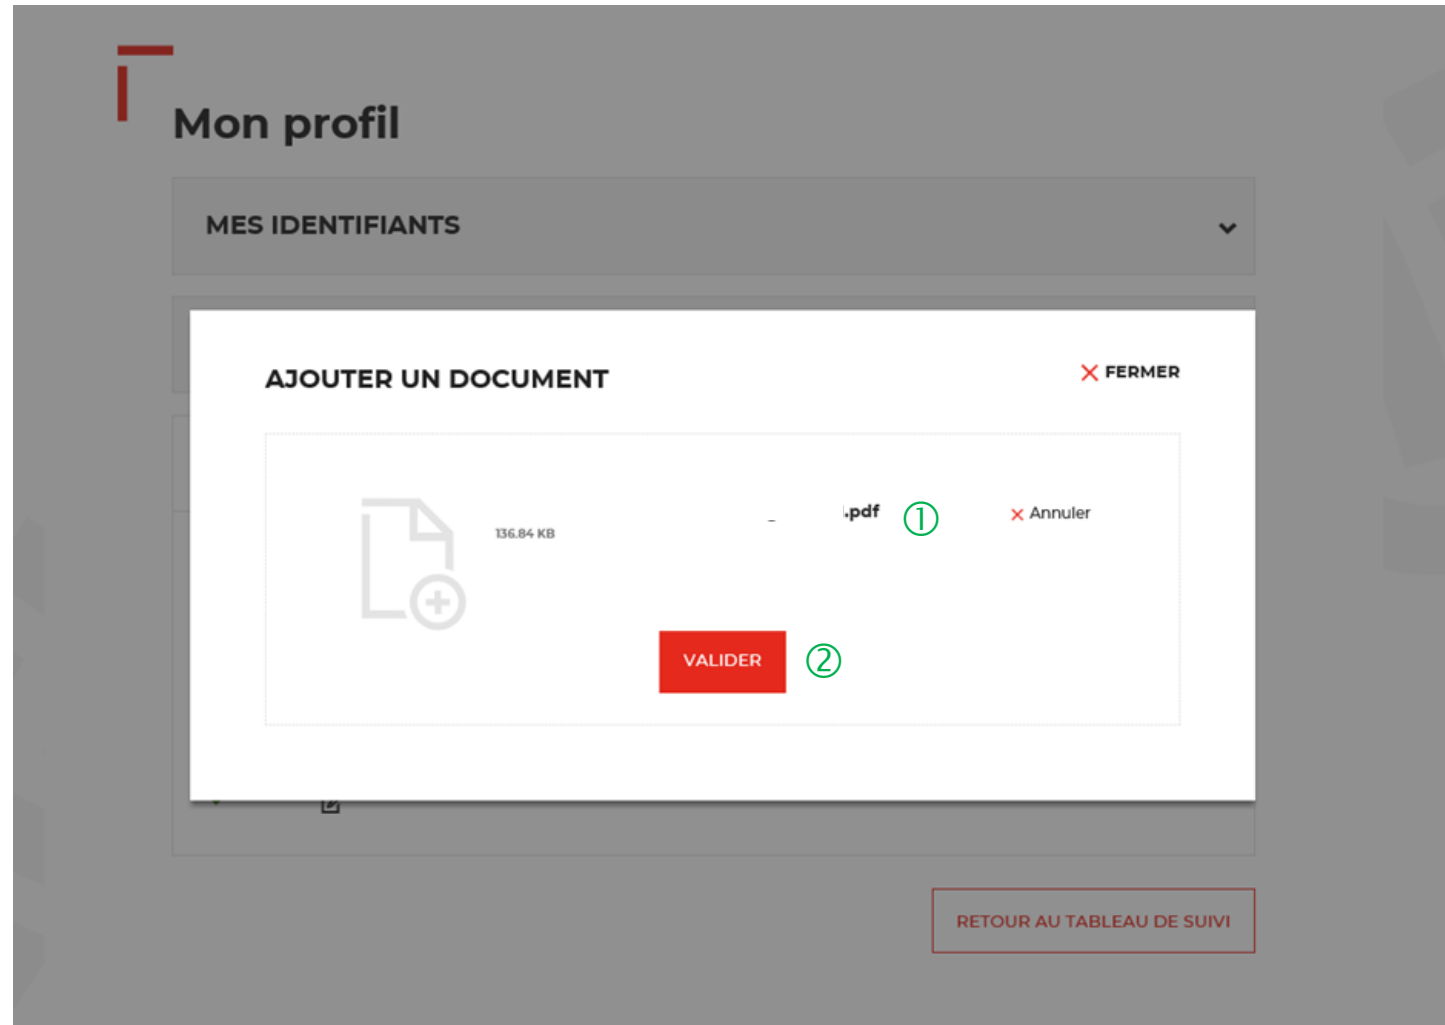 Mon profil
MES IDENTIFIANTS
AJOUTER UN DOCUMENT
FERMER
.pdf ①
Annuler
136.84 KB
VALIDER ②
RETOUR AU TABLEAU DE SUIVI